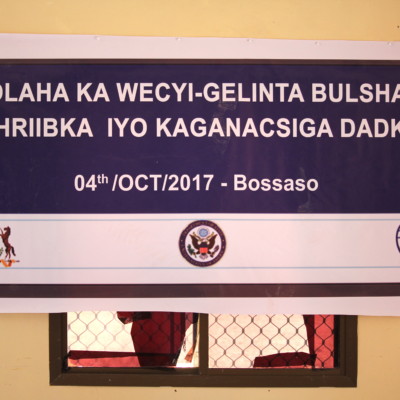 OLAHA KA WECYI-GELINTA BULSHA
HRIIBKA IYO KAGANACSIGA DADK
04th /OCT/2017 - Bossaso